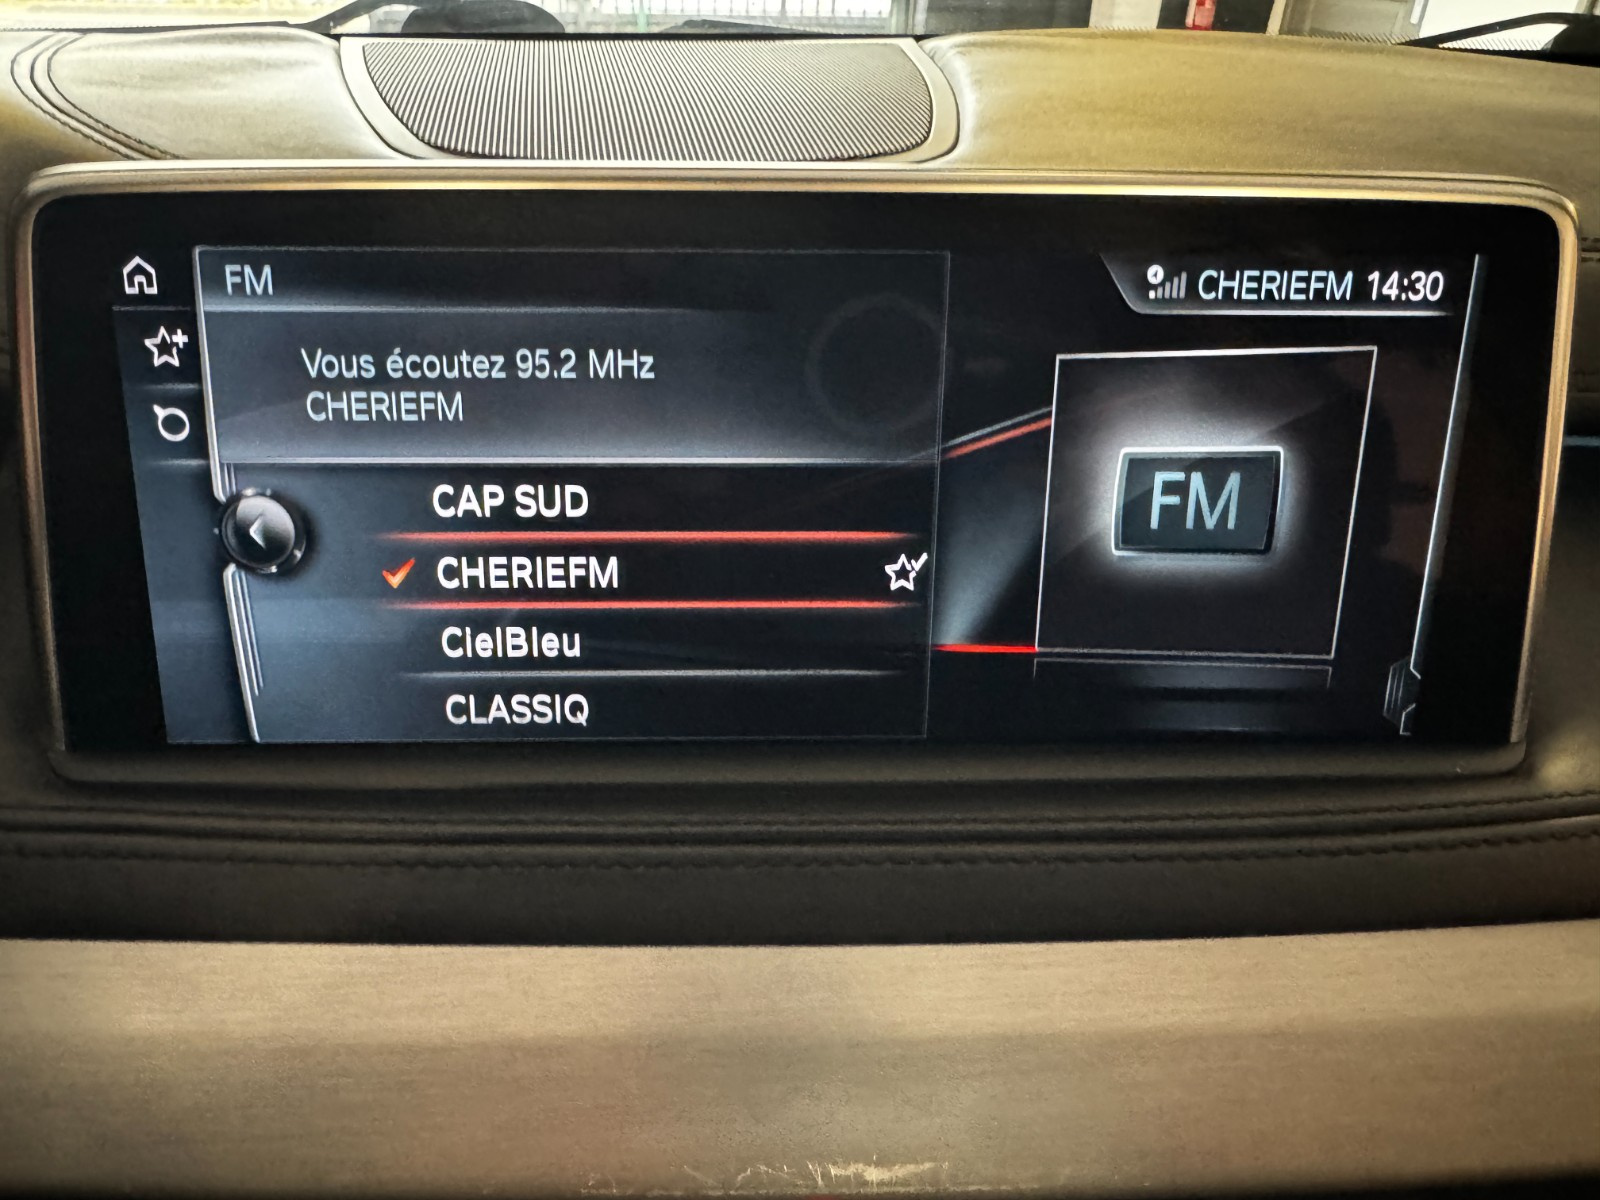 FM
CHERIEFM 14:30
Vous écoutez 95.2 MHz
CHERIEFM
CAP SUD
CHERIEFM
CielBleu
CLASSIQ
FM